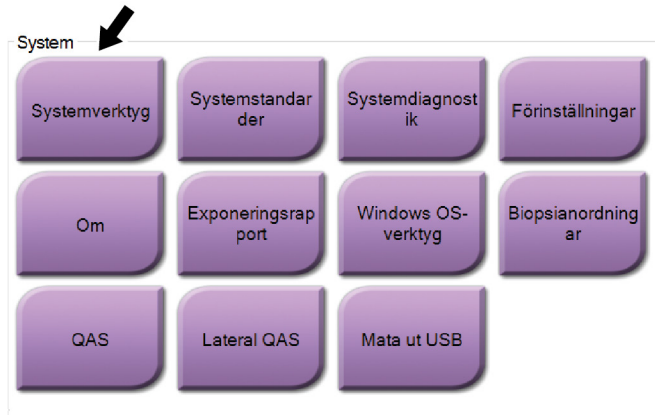 System
Systemverktyg
Systemstandar
der
Systemdiagnost
ik
Förinställningar
Om
Exponeringsrap
port
Windows OS-
verktyg
Biopsianordning
ar
QAS
Lateral QAS
Mata ut USB